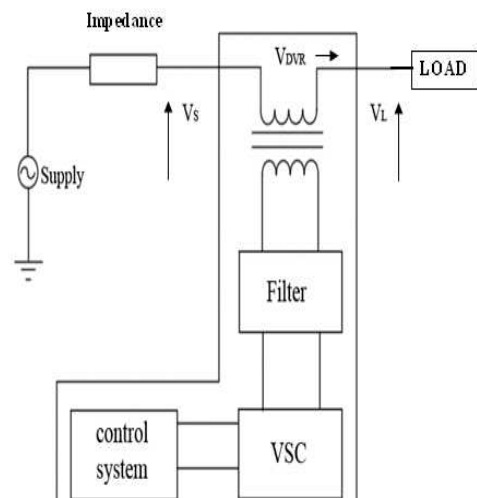 Impedance
VDVR
LOAD
VS
VL
Supply
Filter
control
system
VSC